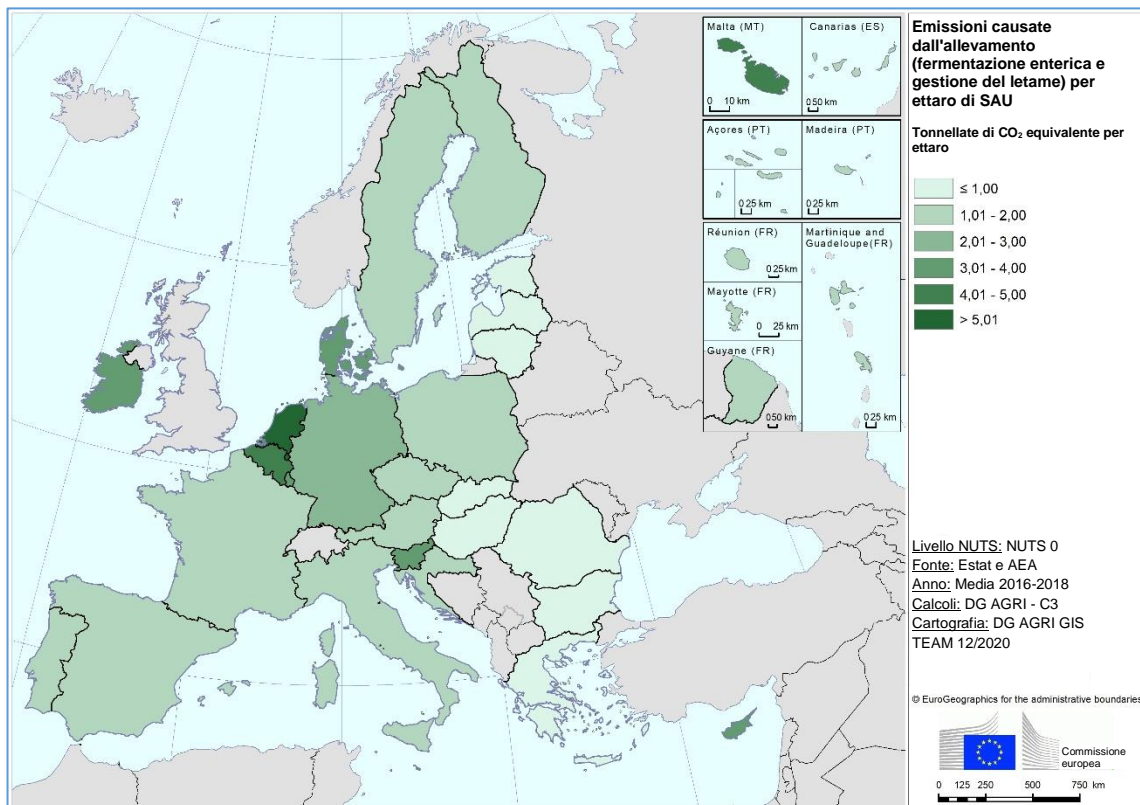 Malta (MT)
0 10 km
Canarias (ES)
0 50 km
Açores (PT)
0 25 km
0 25 km
Madeira (PT)
0 25 km
Réunion (FR)
0 25 km
Mayotte (FR)
0 25 km
Guyane (FR)
0 50 km
Martinique and
Guadeloupe(FR)
0 25 km
Emissioni causate
dall'allevamento
(fermentazione enterica e
gestione del letame) per
ettaro di SAU
Tonnellate di CO₂ equivalente per
ettaro
≤ 1,00
1,01 - 2,00
2,01 - 3,00
3,01 - 4,00
4,01 - 5,00
> 5,01
Livello NUTS: NUTS 0
Fonte: Estat e AEA
Anno: Media 2016-2018
Calcoli: DG AGRI - C3
Cartografia: DG AGRI GIS
TEAM 12/2020
© EuroGeographics for the administrative boundaries
Commissione
europea
0 125 250 500 750 km